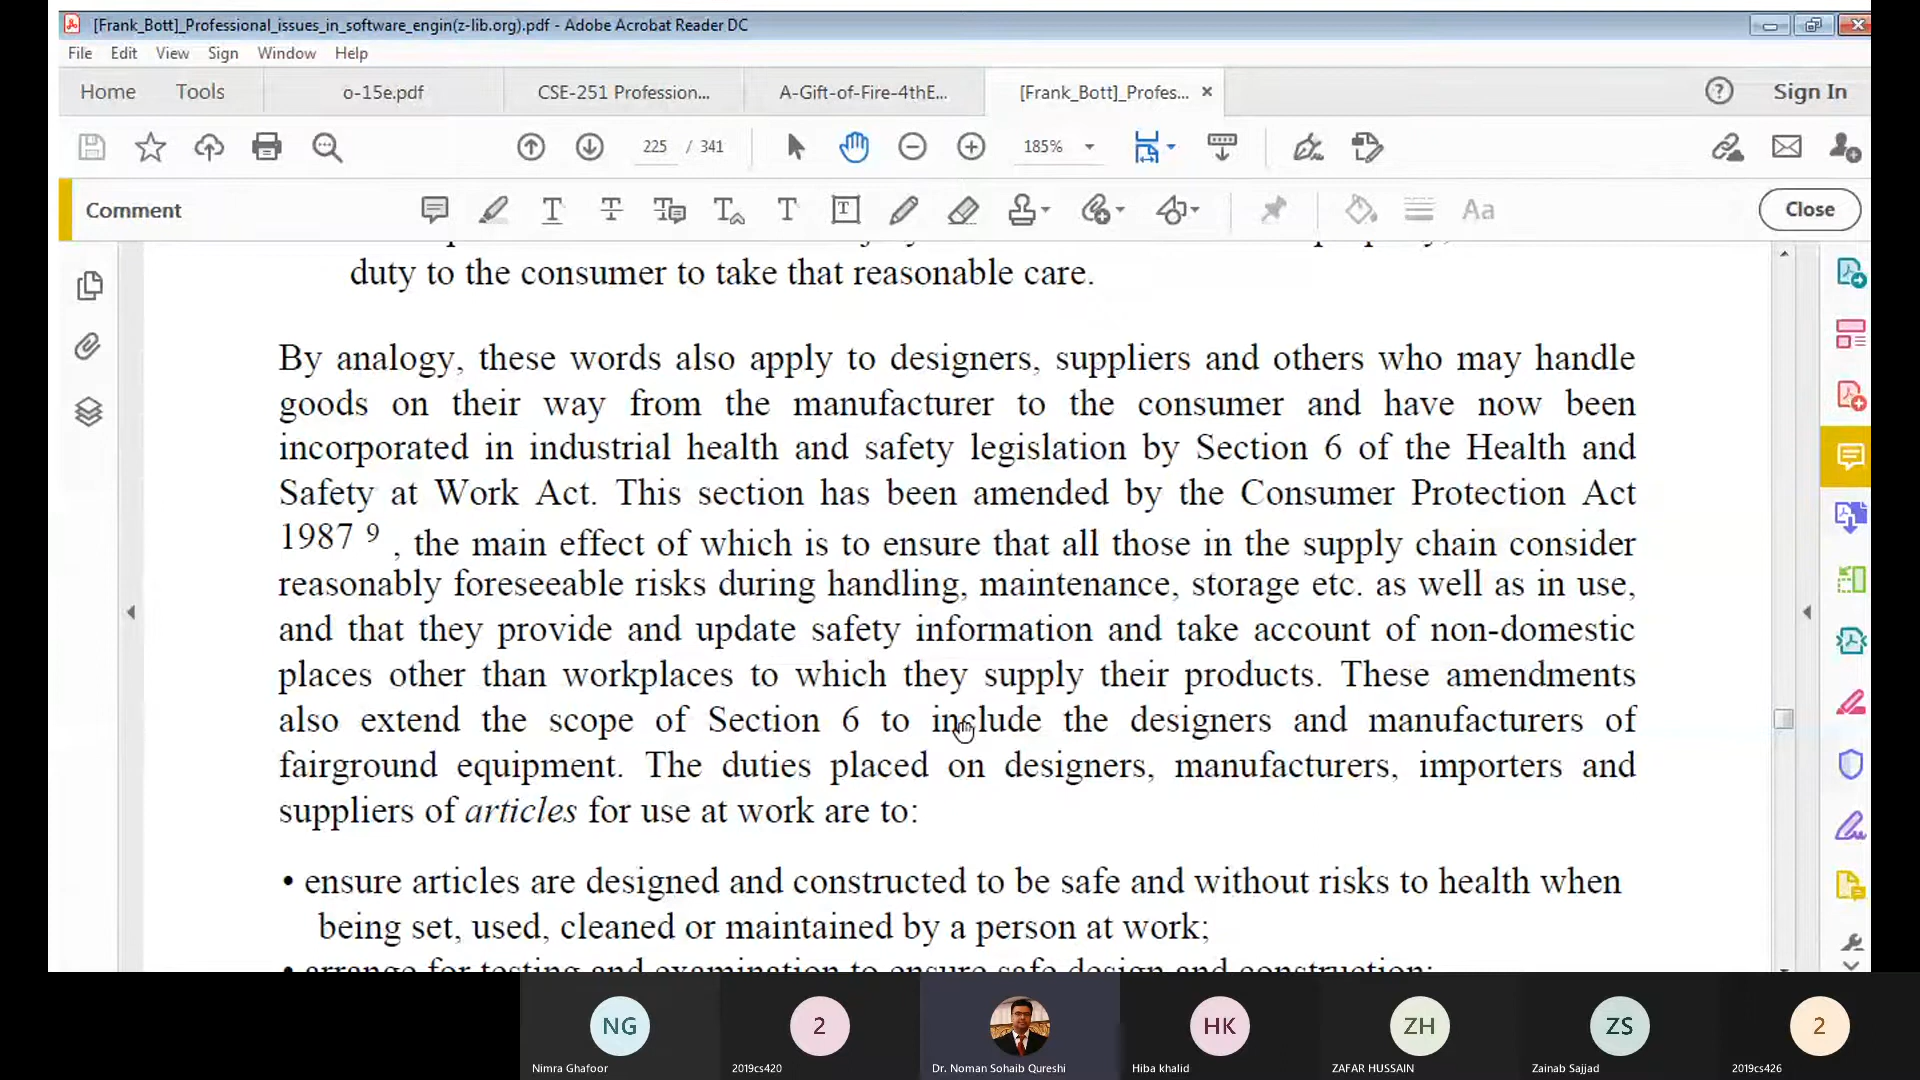 [Frank_Bott]_Professional_issues_in_software_engin(z-lib.org).pdf - Adobe Acrobat Reader DC
File Edit View Sign Window Help
Home Tools o-15e.pdf CSE-251 Profession... A-Gift-of-Fire-4thE... [Frank_Bott]_Profes... × Sign In
225 / 341 185%
Comment Aa Close
duty to the consumer to take that reasonable care.
By analogy, these words also apply to designers, suppliers and others who may handle
goods on their way from the manufacturer to the consumer and have now been
incorporated in industrial health and safety legislation by Section 6 of the Health and
Safety at Work Act. This section has been amended by the Consumer Protection Act
1987 9 , the main effect of which is to ensure that all those in the supply chain consider
reasonably foreseeable risks during handling, maintenance, storage etc. as well as in use,
and that they provide and update safety information and take account of non-domestic
places other than workplaces to which they supply their products. These amendments
also extend the scope of Section 6 to include the designers and manufacturers of
fairground equipment. The duties placed on designers, manufacturers, importers and
suppliers of articles for use at work are to:
• ensure articles are designed and constructed to be safe and without risks to health when
being set, used, cleaned or maintained by a person at work;
• arrange for testing and examination to ensure safe design and construction;
NG 2 HK ZH ZS 2
Nimra Ghafoor 2019cs420 Dr. Noman Sohaib Qureshi Hiba khalid ZAFAR HUSSAIN Zainab Sajjad 2019cs426